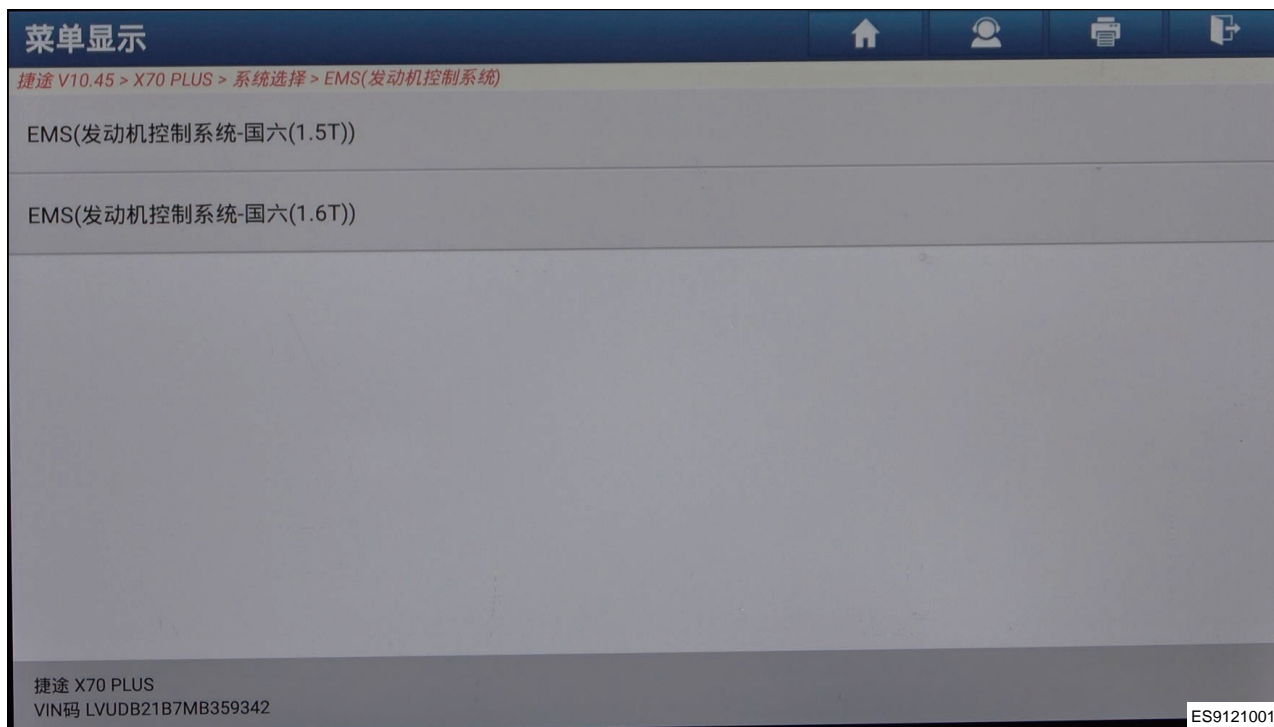 菜单显示
捷途 V10.45 > X70 PLUS > 系统选择 > EMS(发动机控制系统)
EMS(发动机控制系统-国六(1.5T))
EMS(发动机控制系统-国六(1.6T))
捷途 X70 PLUS
VIN码 LVUDB21B7MB359342
ES9121001